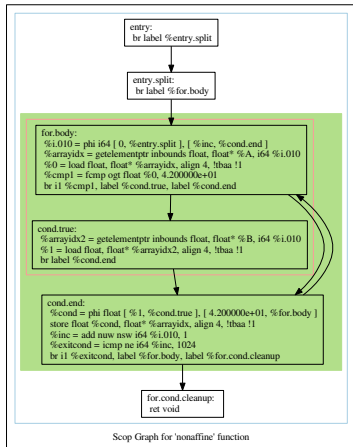 entry:
br label %entry.split
entry.split:
br label %for.body
for.body:
%i.010 = phi i64 [ 0, %entry.split ], [ %inc, %cond.end ]
%arrayidx = getelementptr inbounds float, float* %A, i64 %i.010
%0 = load float, float* %arrayidx, align 4, !tbaa !1
%cmp1 = fcmp ogt float %0, 4.200000e+01
br i1 %cmp1, label %cond.true, label %cond.end
cond.true:
%arrayidx2 = getelementptr inbounds float, float* %B, i64 %i.010
%1 = load float, float* %arrayidx2, align 4, !tbaa !1
br label %cond.end
cond.end:
%cond = phi float [ %1, %cond.true ], [ 4.200000e+01, %for.body ]
store float %cond, float* %arrayidx, align 4, !tbaa !1
%inc = add nuw nsw i64 %i.010, 1
%exitcond = icmp ne i64 %inc, 1024
br i1 %exitcond, label %for.body, label %for.cond.cleanup
for.cond.cleanup:
ret void
Scop Graph for 'nonaffine' function